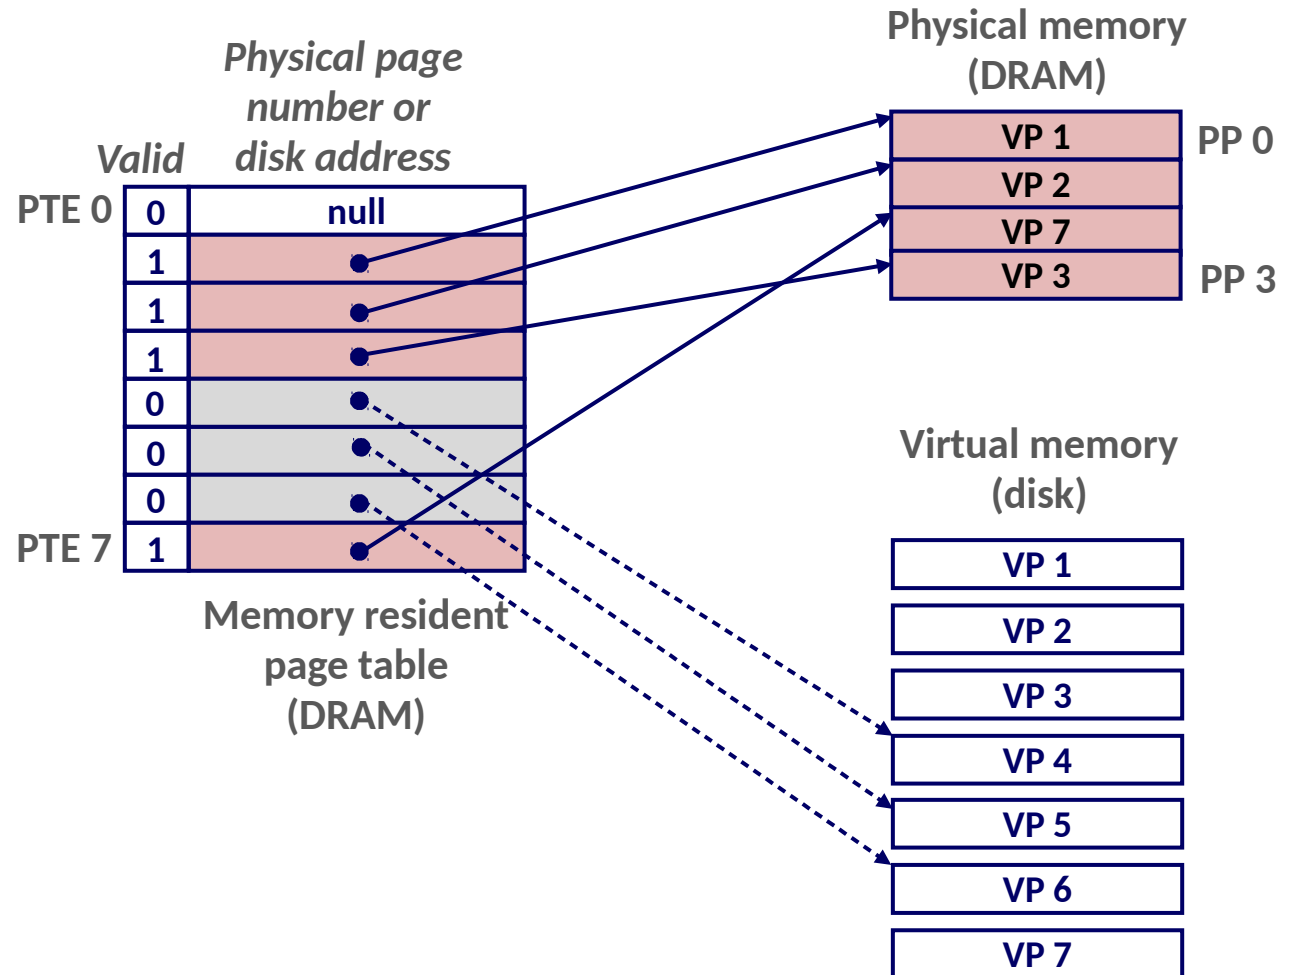 Physical page
number or
disk address
Valid
PTE 0
0
null
1
1
1
0
0
0
PTE 7
1
Memory resident
page table
(DRAM)
Physical memory
(DRAM)
VP 1
PP 0
VP 2
VP 7
VP 3
PP 3
Virtual memory
(disk)
VP 1
VP 2
VP 3
VP 4
VP 5
VP 6
VP 7